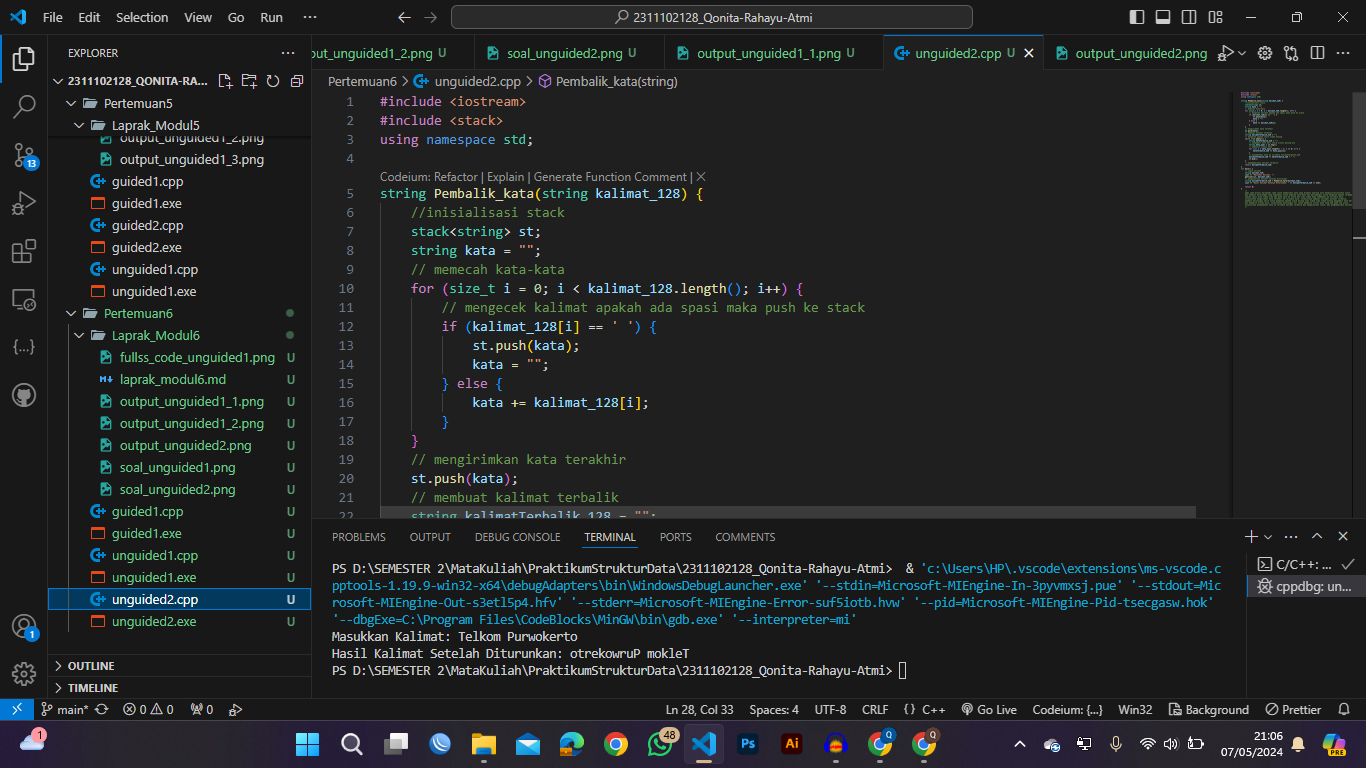 File Edit Selection View Go Run ··· 2311102128_Qonita-Rahayu-Atmi
EXPLORER ···
2311102128_QONITA-RA...
Pertemuan5
Laprak_Modul5
output_unguided1_2.png
output_unguided1_3.png
guided1.cpp
guided1.exe
guided2.cpp
guided2.exe
unguided1.cpp
unguided1.exe
Pertemuan6
Laprak_Modul6
fullss_code_unguided1.png U
laprak_modul6.md U
output_unguided1_1.png U
output_unguided1_2.png U
output_unguided2.png U
soal_unguided1.png U
soal_unguided2.png U
guided1.cpp U
guided1.exe U
unguided1.cpp U
unguided1.exe U
unguided2.cpp U
unguided2.exe U
OUTLINE
TIMELINE
13
1
put_unguided1_2.png U soal_unguided2.png U output_unguided1_1.png U unguided2.cpp U output_unguided2.png
Pertemuan6 > unguided2.cpp > Pembalik_kata(string)
1 #include <iostream>
2 #include <stack>
3 using namespace std;
4
Codeium: Refactor | Explain | Generate Function Comment | X
5 string Pembalik_kata(string kalimat_128) {
6 //inisialisasi stack
7 stack<string> st;
8 string kata = "";
9 // memecah kata-kata
10 for (size_t i = 0; i < kalimat_128.length(); i++) {
11 // mengecek kalimat apakah ada spasi maka push ke stack
12 if (kalimat_128[i] == ' ') {
13 st.push(kata);
14 kata = "";
15 } else {
16 kata += kalimat_128[i];
17 }
18 }
19 // mengirimkan kata terakhir
20 st.push(kata);
21 // membuat kalimat terbalik
22 string kalimatTerbalik_128 = "";
PROBLEMS OUTPUT DEBUG CONSOLE TERMINAL PORTS COMMENTS
PS D:\SEMESTER 2\MataKuliah\PraktikumStrukturData\2311102128_Qonita-Rahayu-Atmi> & 'c:\Users\HP\.vscode\extensions\ms-vscode.c
pptools-1.19.9-win32-x64\debugAdapters\bin\WindowsDebugLauncher.exe' '--stdin=Microsoft-MIEngine-In-3pyvmxsj.pue' '--stdout=Mic
rosoft-MIEngine-Out-s3etl5p4.hfv' '--stderr=Microsoft-MIEngine-Error-suf5iotb.hvw' '--pid=Microsoft-MIEngine-Pid-tsecgasw.hok'
'--dbgExe=C:\Program Files\CodeBlocks\MinGW\bin\gdb.exe' '--interpreter=mi'
Masukkan Kalimat: Telkom Purwokerto
Hasil Kalimat Setelah Diturunkan: otrekowruP mokleT
PS D:\SEMESTER 2\MataKuliah\PraktikumStrukturData\2311102128_Qonita-Rahayu-Atmi>
C/C++: ...
cppdbg: un...
main* 0 0 0 Ln 28, Col 33 Spaces: 4 UTF-8 CRLF {} C++ Go Live Codeium: {...} Win32 Background Prettier
1 48 Ps Ai Q Q 21:06 PRE
07/05/2024